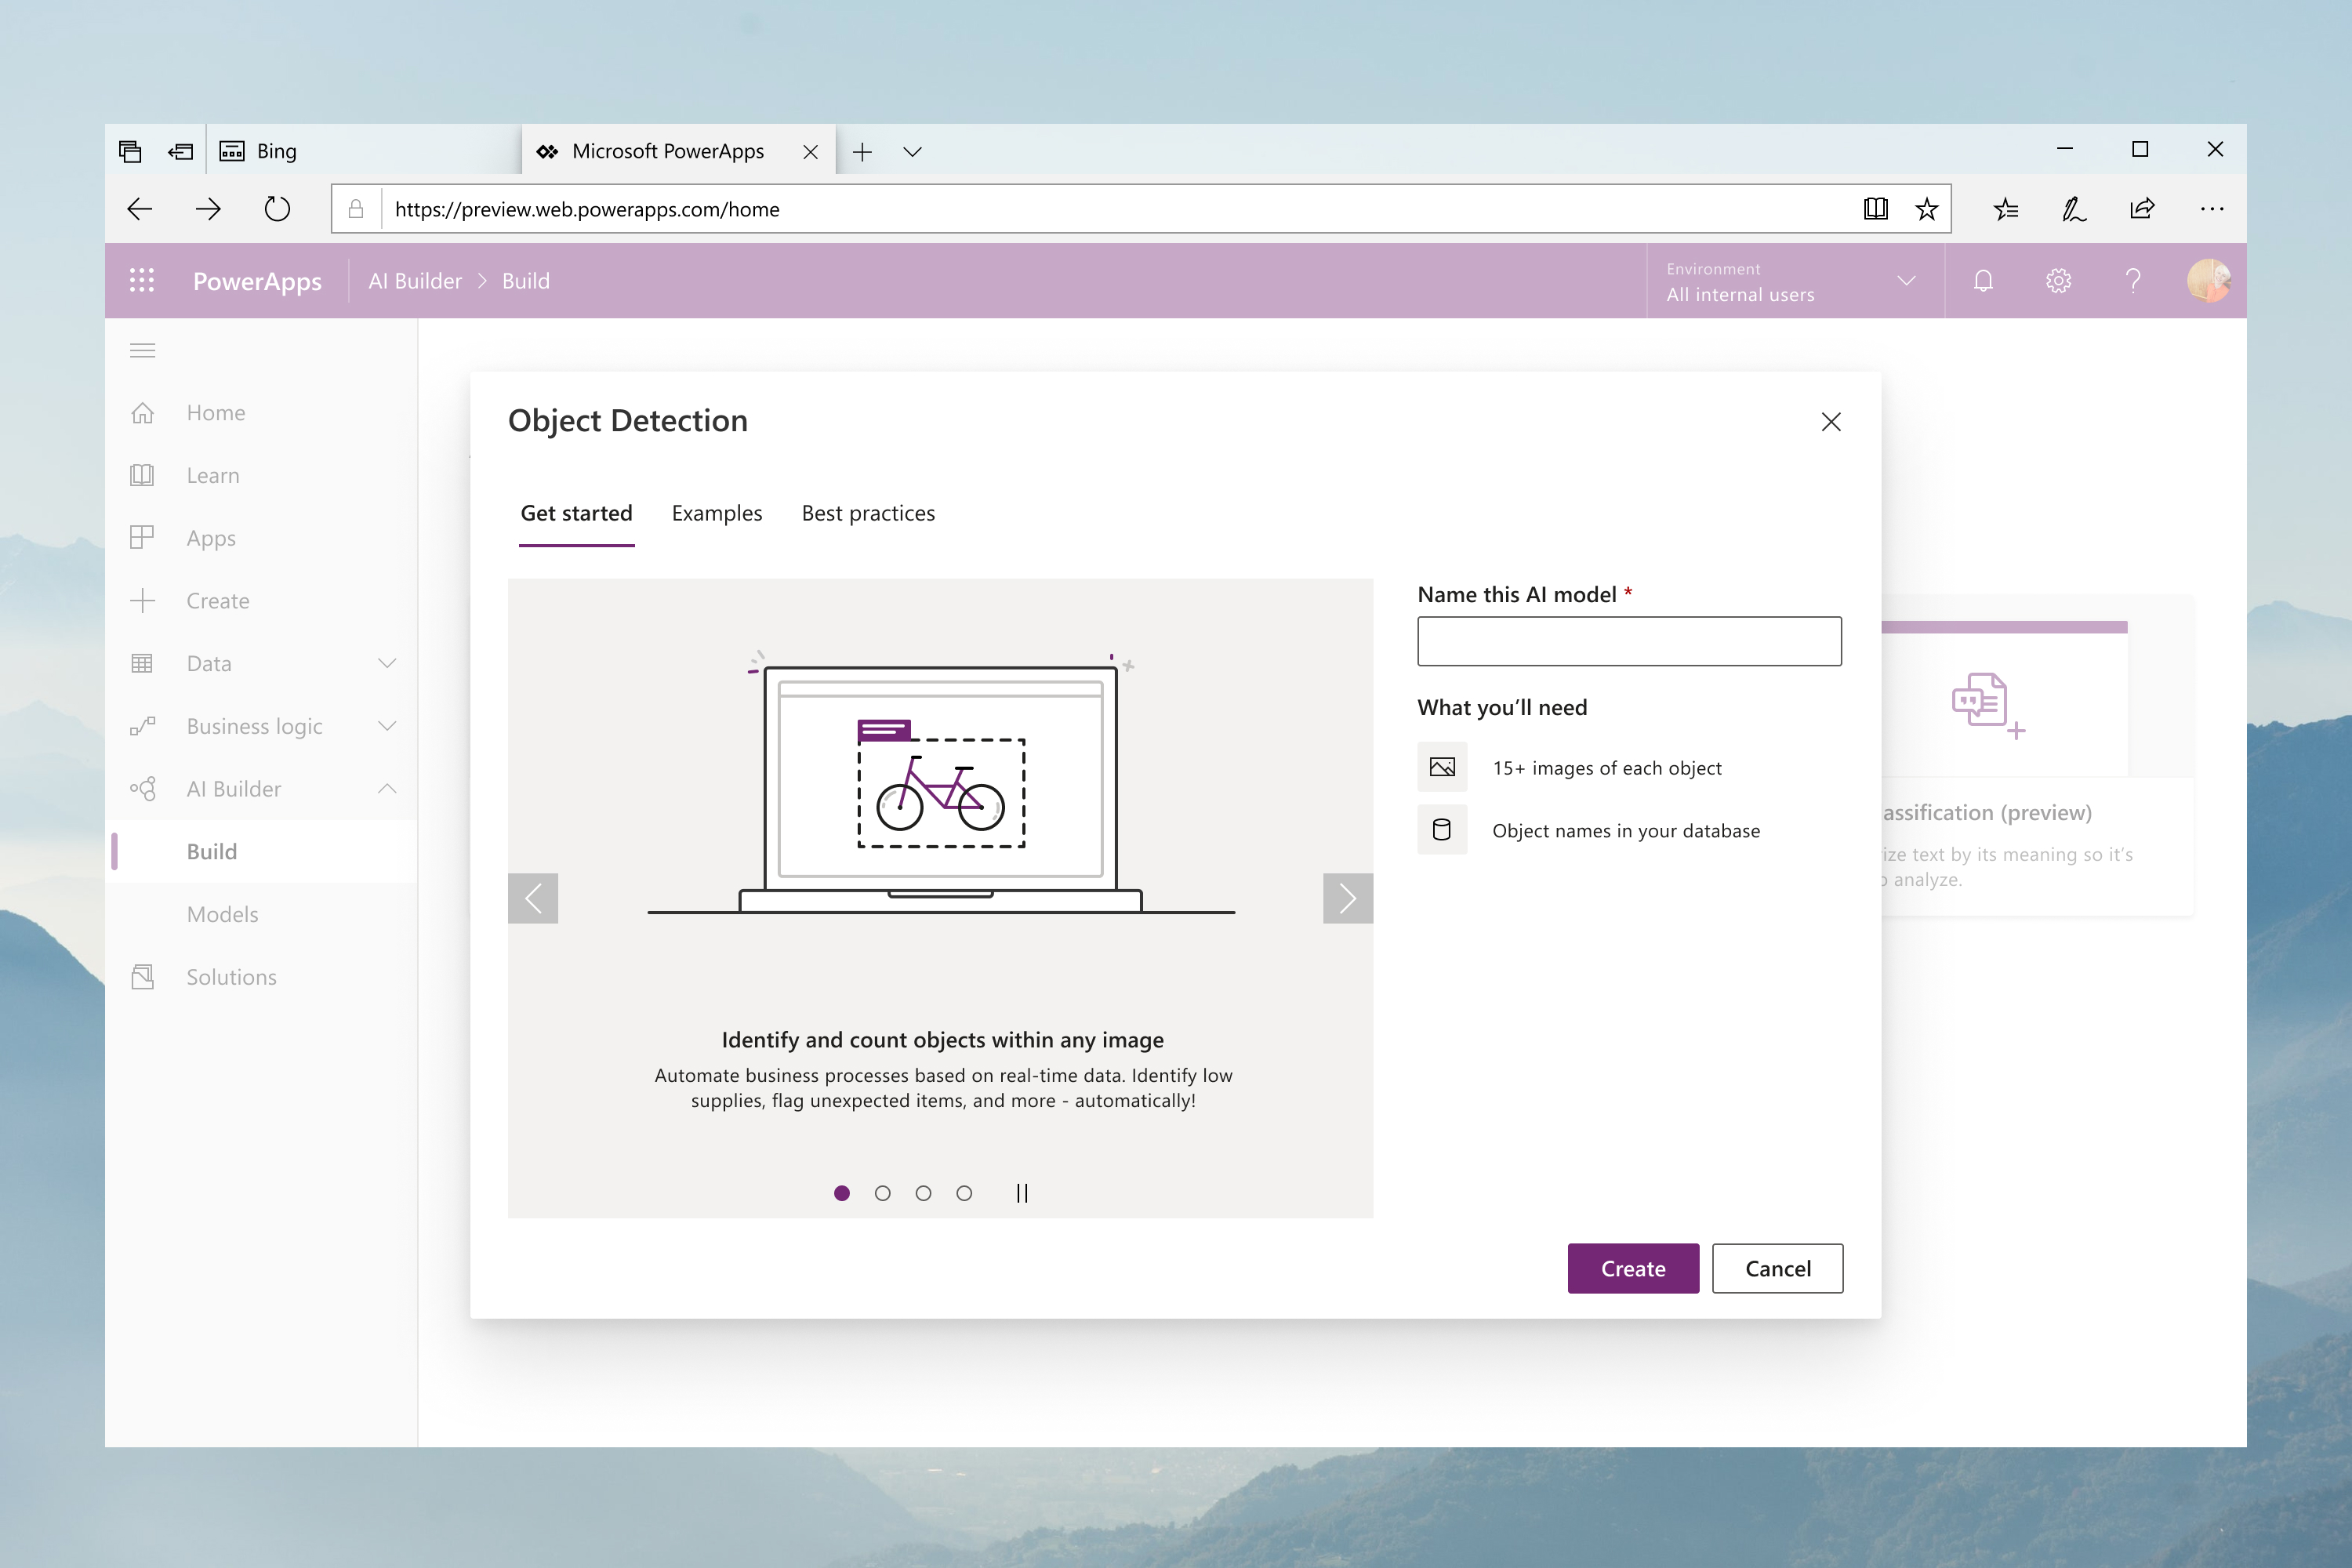 Bing
Microsoft PowerApps
https://preview.web.powerapps.com/home
PowerApps
AI Builder
Build
Environment
All internal users
Home
Learn
Apps
Create
Data
Business logic
AI Builder
Build
Models
Solutions
Object Detection
Get started
Examples
Best practices
Identify and count objects within any image
Automate business processes based on real-time data. Identify low
supplies, flag unexpected items, and more - automatically!
Name this AI model *
What you’ll need
15+ images of each object
Object names in your database
Create
Cancel
assification (preview)
ize text by its meaning so it’s
analyze.